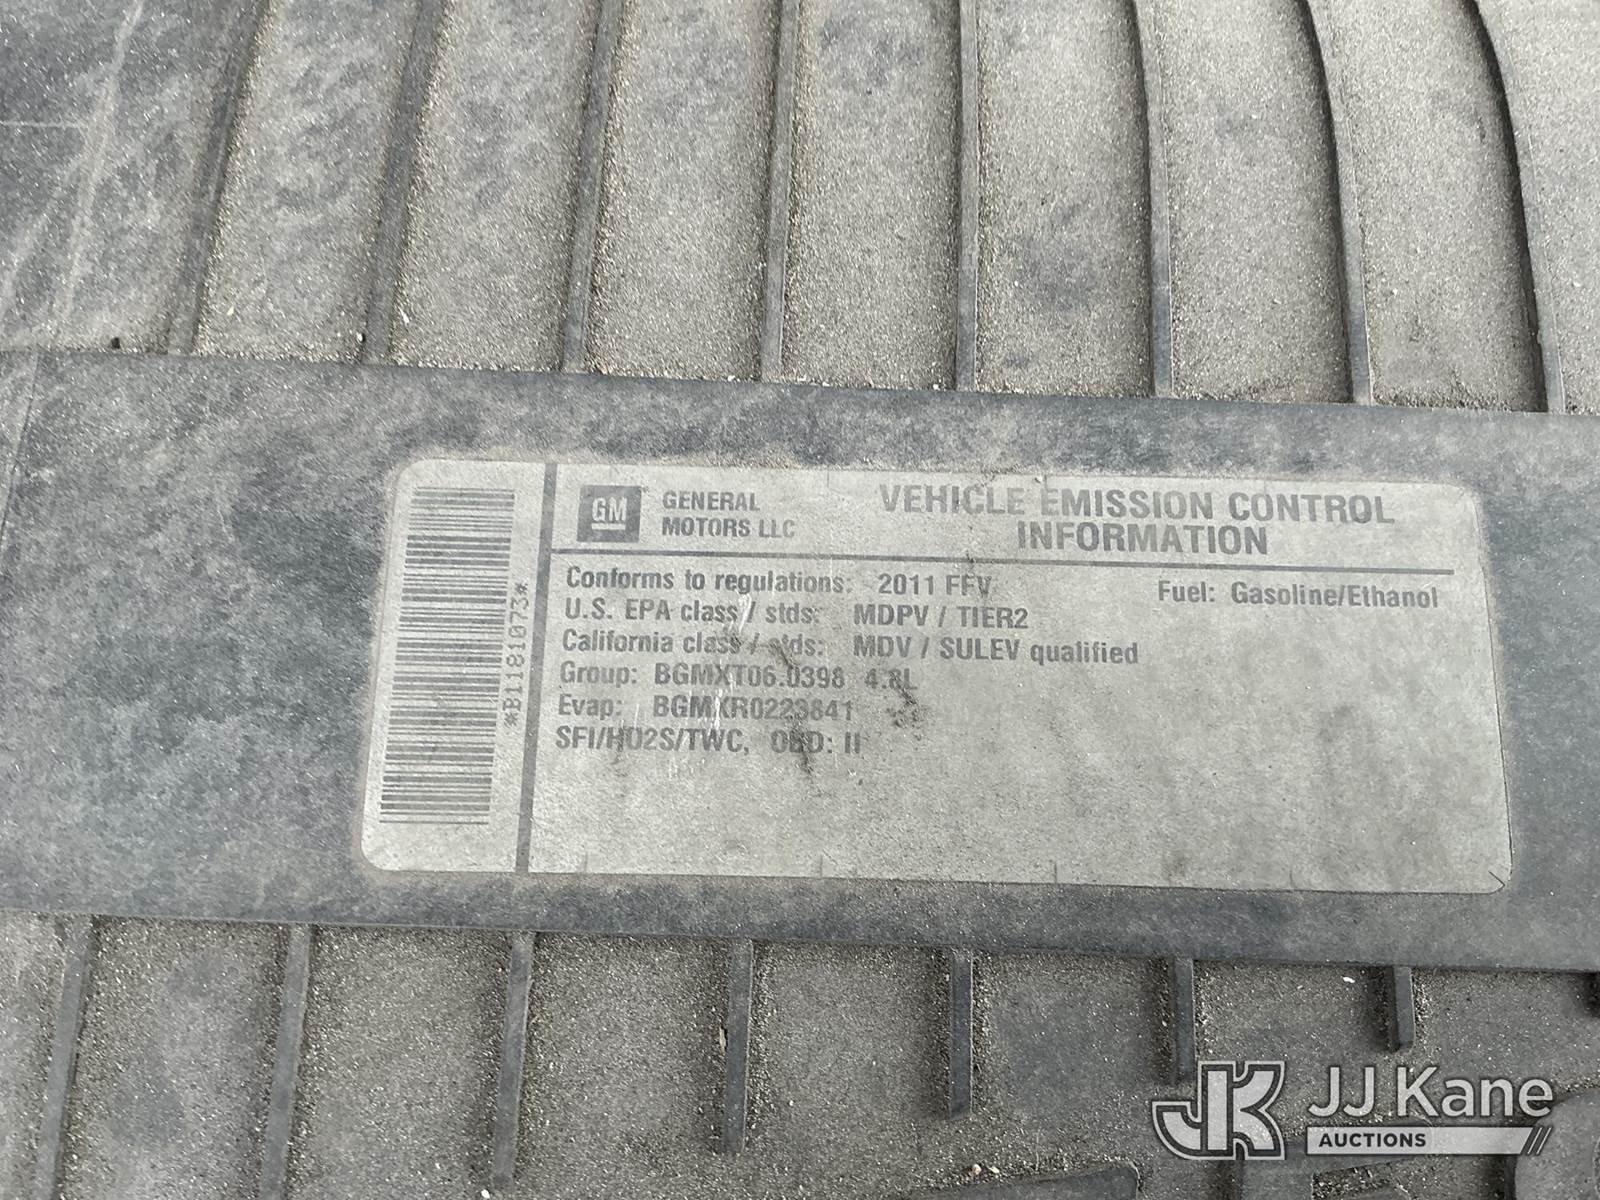 *B1181073*
GM
GENERAL
MOTORS LLC
VEHICLE EMISSION CONTROL
INFORMATION
Conforms to regulations: 2011 FFV
Fuel: Gasoline/Ethanol
U.S. EPA class / stds: MDPV / TIER2
California class / stds: MDV / SULEV qualified
Group: BGMXT06.0398 4.8L
Evap: BGMXR0223841
SFI/HO2S/TWC, OBD: II
JK
JJ Kane
AUCTIONS